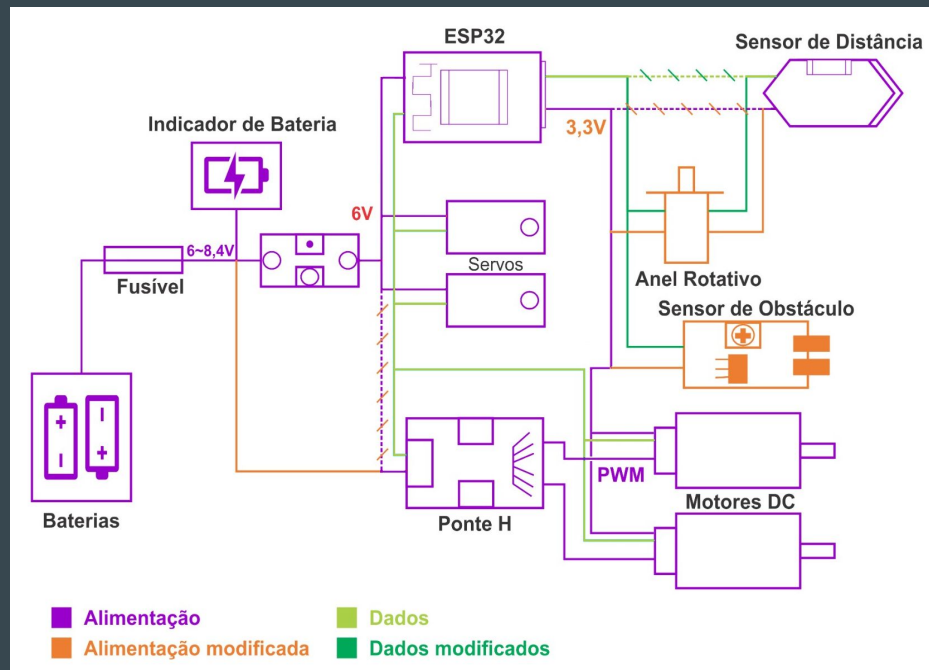 ESP32
Sensor de Distância
Indicador de Bateria
3,3V
6V
6~8,4V
Servos
Fusível
Anel Rotativo
Sensor de Obstáculo
PWM
Motores DC
Baterias
Ponte H
Alimentação
Dados
Alimentação modificada
Dados modificados